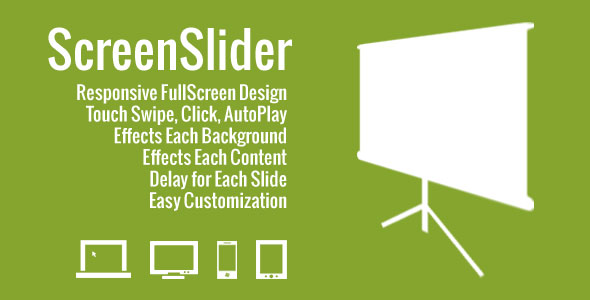 ScreenSlider
Responsive FullScreen Design
Touch Swipe, Click, AutoPlay
Effects Each Background
Effects Each Content
Delay for Each Slide
Easy Customization